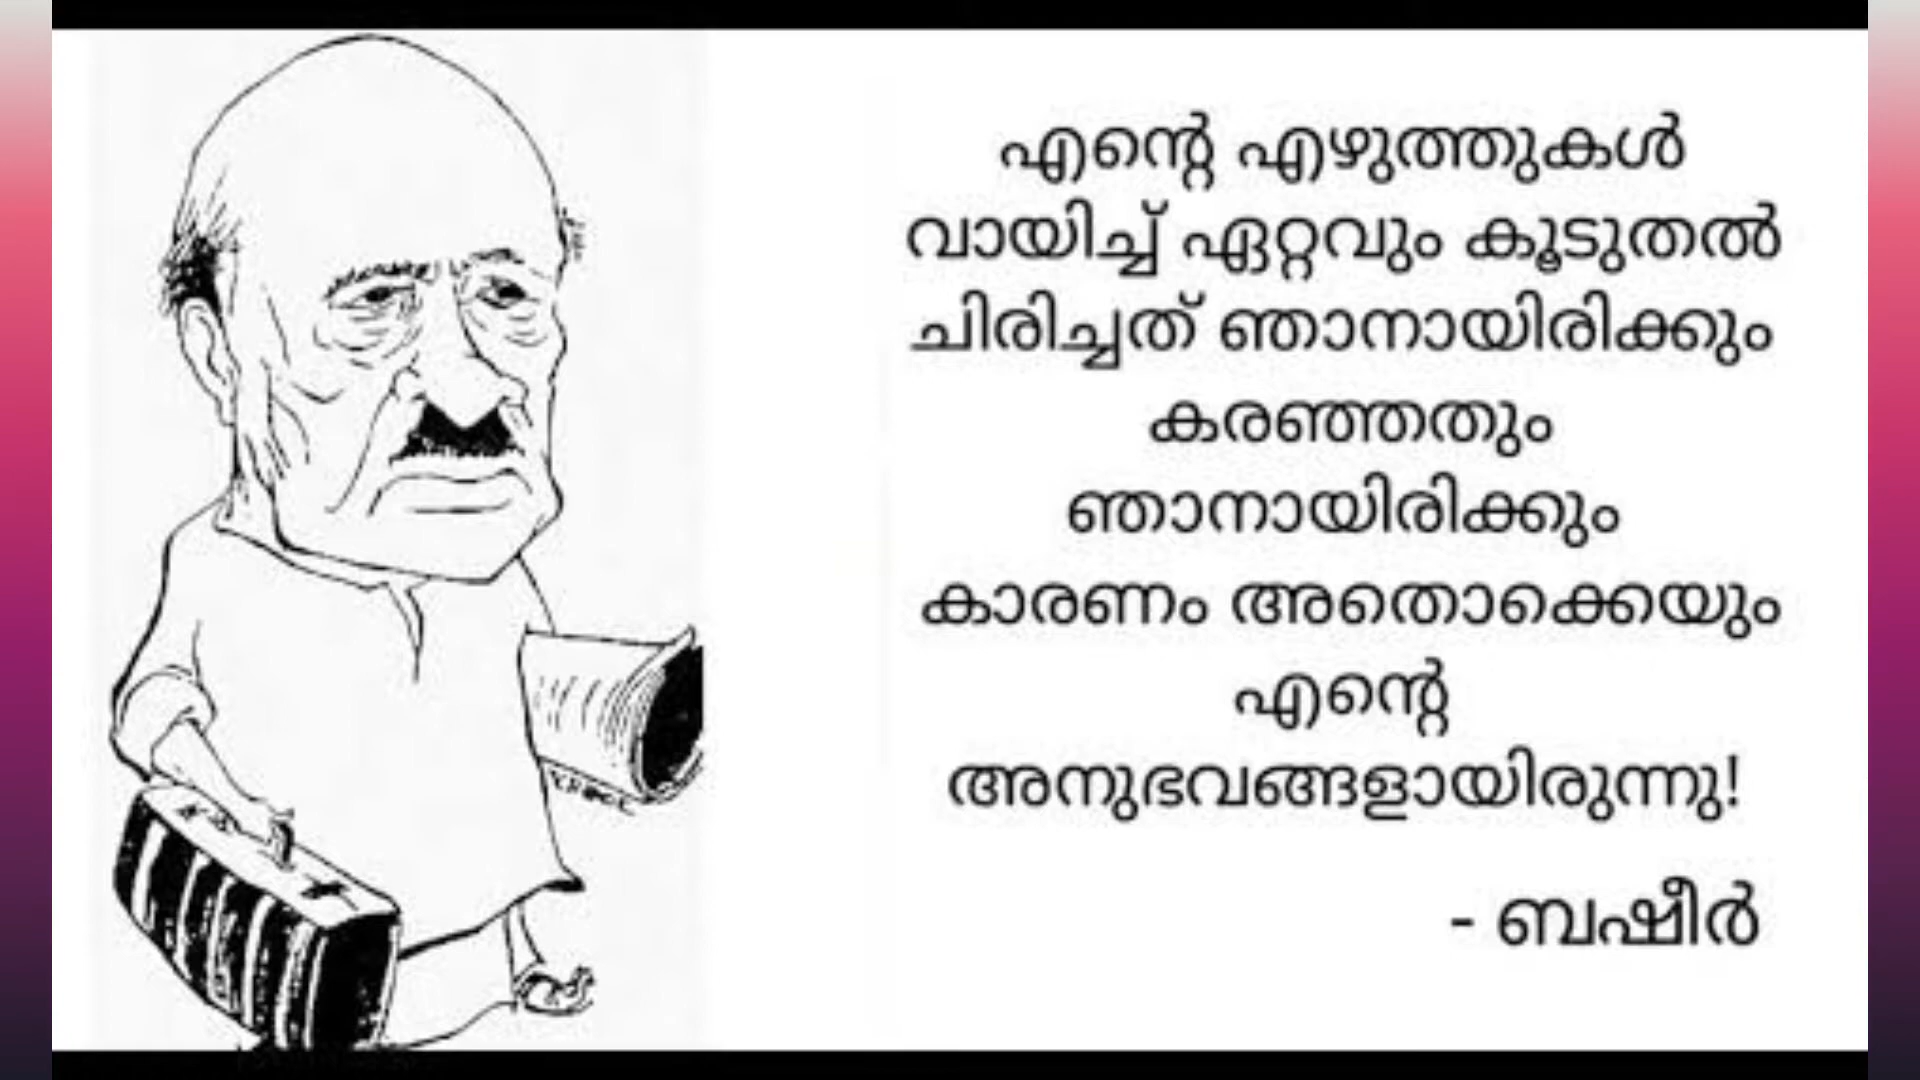 എന്റെ എഴുത്തുകൾ
വായിച്ച് ഏറ്റവും കൂടുതൽ
ചിരിച്ചത് ഞാനായിരിക്കും
കരഞ്ഞതും
ഞാനായിരിക്കും
കാരണം അതൊക്കെയും
എന്റെ
അനുഭവങ്ങളായിരുന്നു!
- ബഷീർ